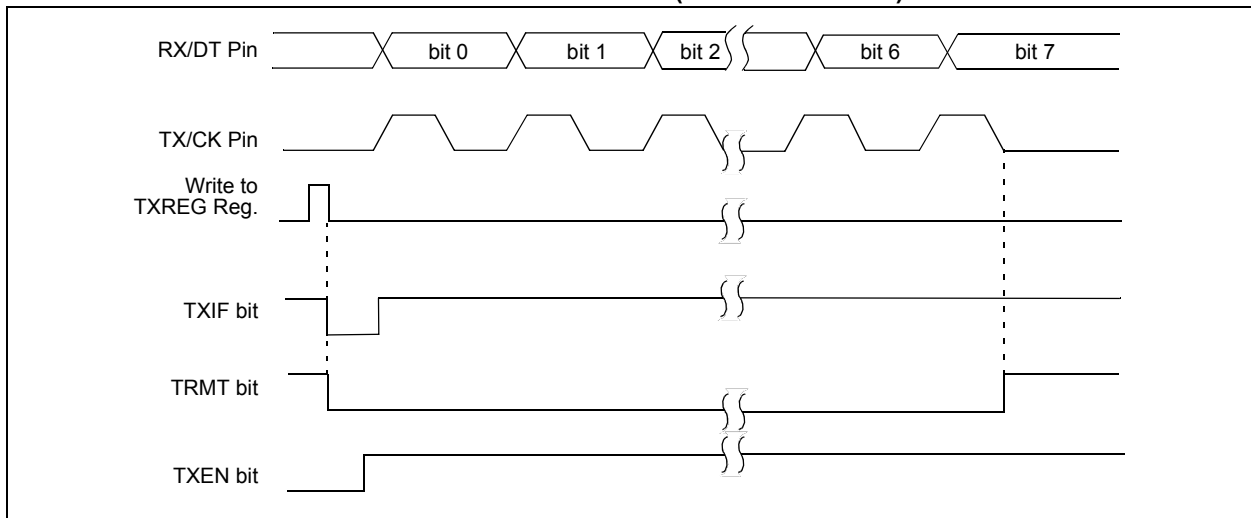 RX/DT Pin
bit 0 bit 1 bit 2 bit 6 bit 7
TX/CK Pin
Write to
TXREG Reg.
TXIF bit
TRMT bit
TXEN bit